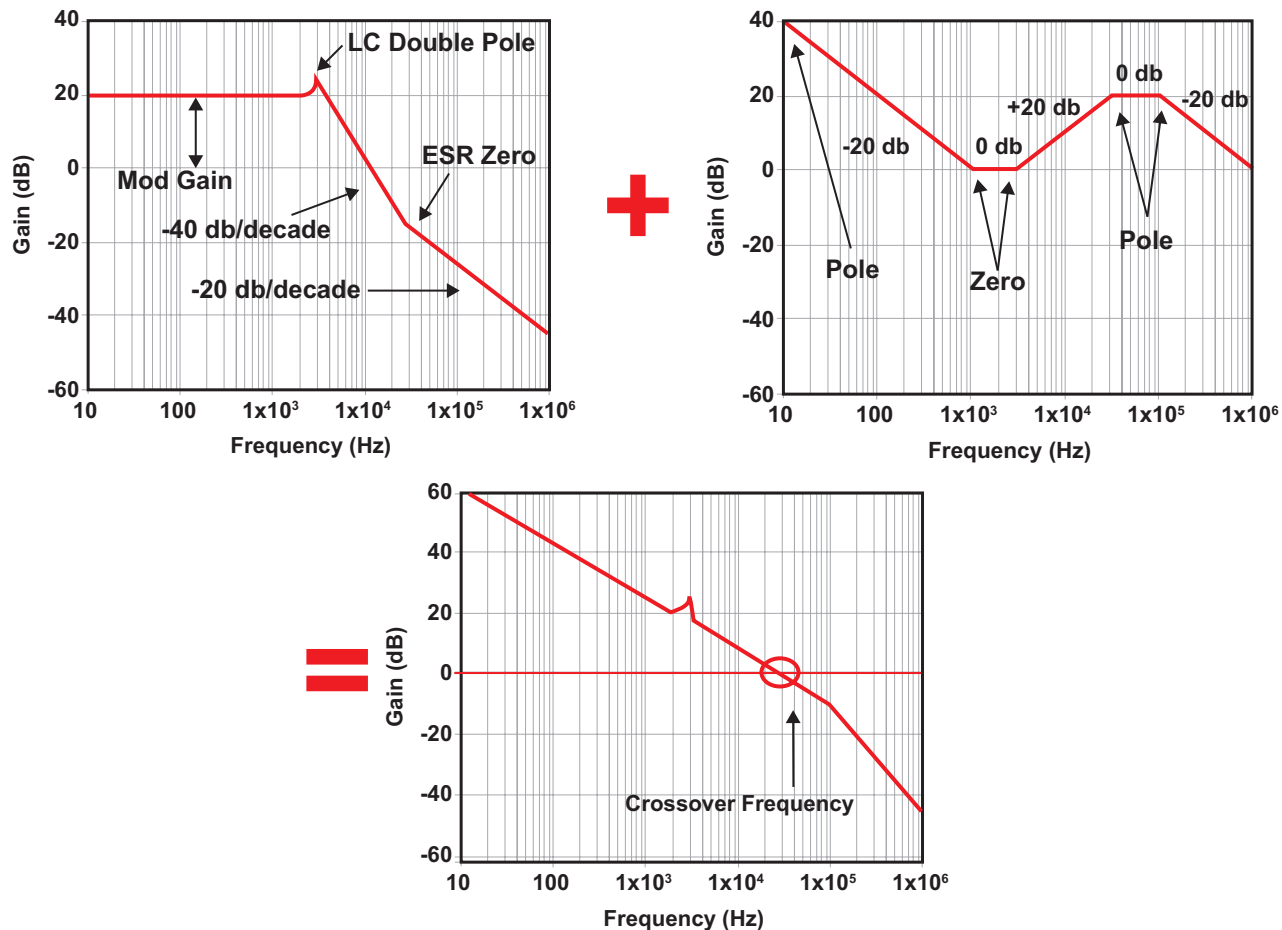 40
20
0
-20
-40
-60
Gain (dB)
LC Double Pole
ESR Zero
Mod Gain
-40 db/decade
-20 db/decade
10
100
1x10³
1x10⁴
1x10⁵
1x10⁶
Frequency (Hz)
+
40
20
0
-20
-40
-60
Gain (dB)
0 db
+20 db
-20 db
-20 db
0 db
Pole
Zero
Pole
10
100
1x10³
1x10⁴
1x10⁵
1x10⁶
Frequency (Hz)
=
60
40
20
0
-20
-40
-60
Gain (dB)
Crossover Frequency
10
100
1x10³
1x10⁴
1x10⁵
1x10⁶
Frequency (Hz)